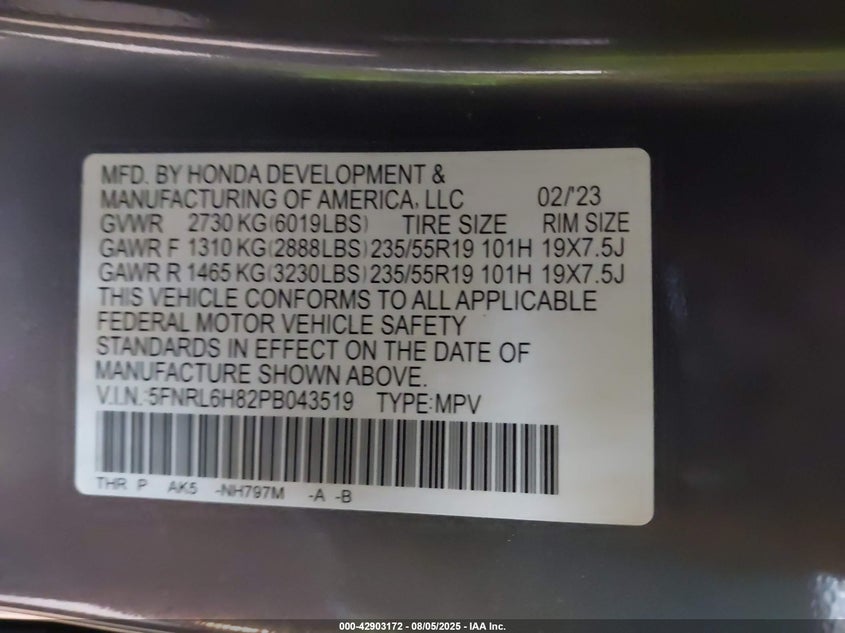 MFD. BY HONDA DEVELOPMENT &
MANUFACTURING OF AMERICA, LLC 02/'23
GVWR 2730 KG(6019LBS) TIRE SIZE RIM SIZE
GAWR F 1310 KG(2888LBS) 235/55R19 101H 19X7.5J
GAWR R 1465 KG(3230LBS) 235/55R19 101H 19X7.5J
THIS VEHICLE CONFORMS TO ALL APPLICABLE
FEDERAL MOTOR VEHICLE SAFETY
STANDARDS IN EFFECT ON THE DATE OF
MANUFACTURE SHOWN ABOVE.
V.I.N.:5FNRL6H82PB043519 TYPE:MPV
THR P AK5 -NH797M -A -B
000-42903172 - 08/05/2025 - IAA Inc.